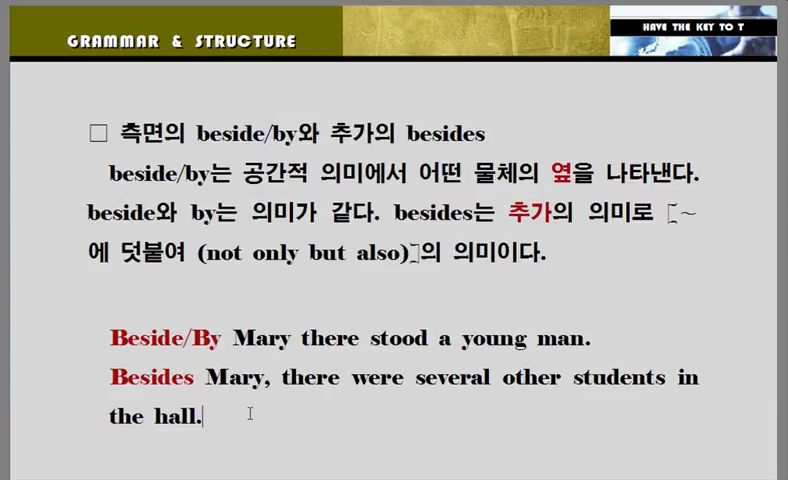 GRAMMAR & STRUCTURE
HAVE THE KEY TO T
□ 측면의 beside/by와 추가의 besides
beside/by는 공간적 의미에서 어떤 물체의 옆을 나타낸다.
beside와 by는 의미가 같다. besides는 추가의 의미로 [~
에 덧붙여 (not only but also)]의 의미이다.
Beside/By Mary there stood a young man.
Besides Mary, there were several other students in
the hall.